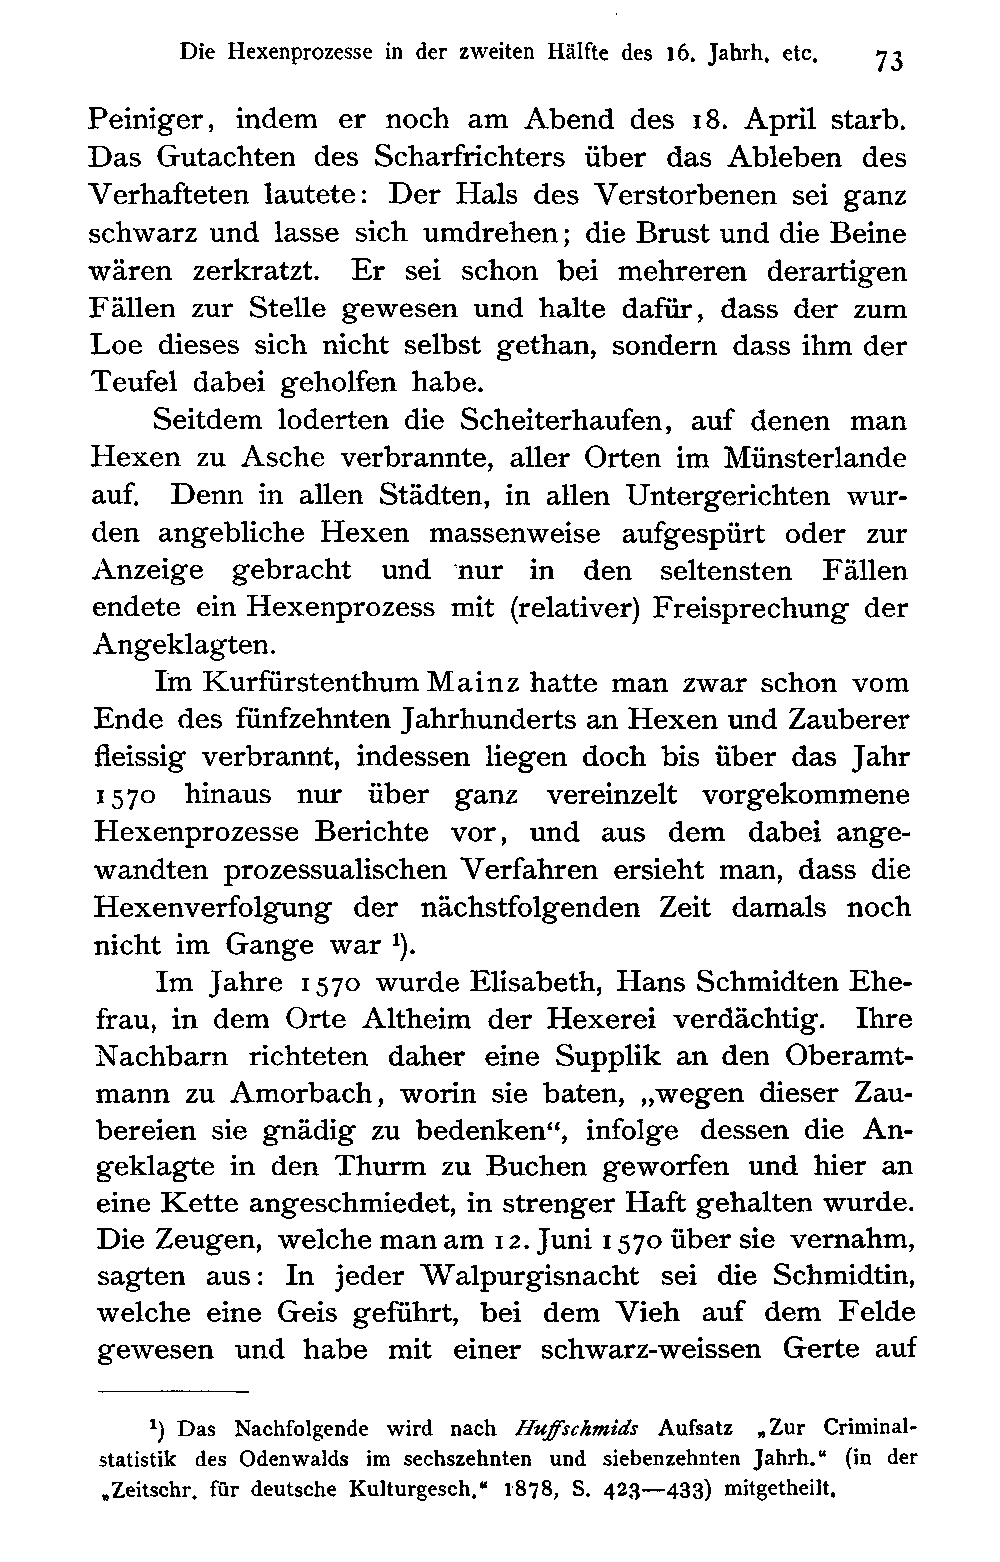 Die Hexenprozesse in der zweiten Hälfte des 16. Jahrh. etc. 73
Peiniger, indem er noch am Abend des 18. April starb.
Das Gutachten des Scharfrichters über das Ableben des
Verhafteten lautete: Der Hals des Verstorbenen sei ganz
schwarz und lasse sich umdrehen; die Brust und die Beine
wären zerkratzt. Er sei schon bei mehreren derartigen
Fällen zur Stelle gewesen und halte dafür, dass der zum
Loe dieses sich nicht selbst gethan, sondern dass ihm der
Teufel dabei geholfen habe.
Seitdem loderten die Scheiterhaufen, auf denen man
Hexen zu Asche verbrannte, aller Orten im Münsterlande
auf. Denn in allen Städten, in allen Untergerichten wur-
den angebliche Hexen massenweise aufgespürt oder zur
Anzeige gebracht und nur in den seltensten Fällen
endete ein Hexenprozess mit (relativer) Freisprechung der
Angeklagten.
Im Kurfürstenthum Mainz hatte man zwar schon vom
Ende des fünfzehnten Jahrhunderts an Hexen und Zauberer
fleissig verbrannt, indessen liegen doch bis über das Jahr
1570 hinaus nur über ganz vereinzelt vorgekommene
Hexenprozesse Berichte vor, und aus dem dabei ange-
wandten prozessualischen Verfahren ersieht man, dass die
Hexenverfolgung der nächstfolgenden Zeit damals noch
nicht im Gange war ¹).
Im Jahre 1570 wurde Elisabeth, Hans Schmidten Ehe-
frau, in dem Orte Altheim der Hexerei verdächtig. Ihre
Nachbarn richteten daher eine Supplik an den Oberamt-
mann zu Amorbach, worin sie baten, „wegen dieser Zau-
bereien sie gnädig zu bedenken“, infolge dessen die An-
geklagte in den Thurm zu Buchen geworfen und hier an
eine Kette angeschmiedet, in strenger Haft gehalten wurde.
Die Zeugen, welche man am 12. Juni 1570 über sie vernahm,
sagten aus: In jeder Walpurgisnacht sei die Schmidtin,
welche eine Geis geführt, bei dem Vieh auf dem Felde
gewesen und habe mit einer schwarz-weissen Gerte auf
¹) Das Nachfolgende wird nach Huffschmids Aufsatz „Zur Criminal-
statistik des Odenwalds im sechszehnten und siebenzehnten Jahrh.“ (in der
„Zeitschr. für deutsche Kulturgesch.“ 1878, S. 423—433) mitgetheilt.